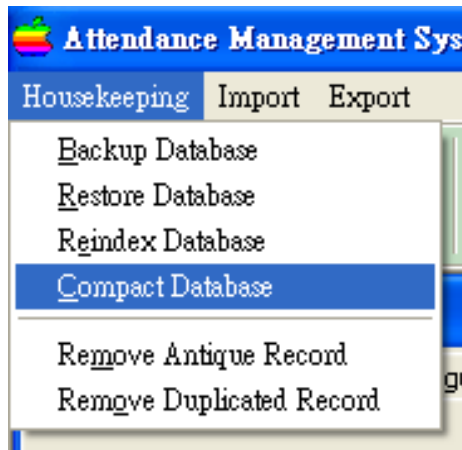 Attendance Management Sys
Housekeeping Import Export
Backup Database
Restore Database
Reindex Database
Compact Database
Remove Antique Record
Remove Duplicated Record